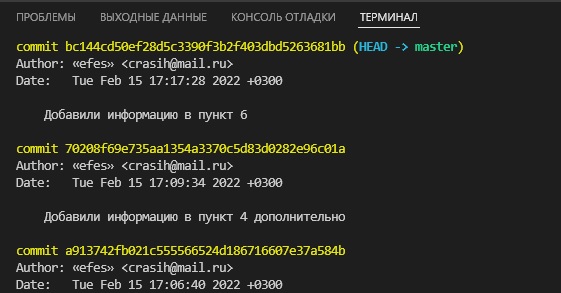 ПРОБЛЕМЫ ВЫХОДНЫЕ ДАННЫЕ КОНСОЛЬ ОТЛАДКИ ТЕРМИНАЛ
commit bc144cd50ef28d5c3390f3b2f403dbd5263681bb (HEAD -> master)
Author: «efes» <crasih@mail.ru>
Date:   Tue Feb 15 17:17:28 2022 +0300
Добавили информацию в пункт 6
commit 70208f69e735aa1354a3370c5d83d0282e96c01a
Author: «efes» <crasih@mail.ru>
Date:   Tue Feb 15 17:09:34 2022 +0300
Добавили информацию в пункт 4 дополнительно
commit a913742fb021c555566524d186716607e37a584b
Author: «efes» <crasih@mail.ru>
Date:   Tue Feb 15 17:06:40 2022 +0300